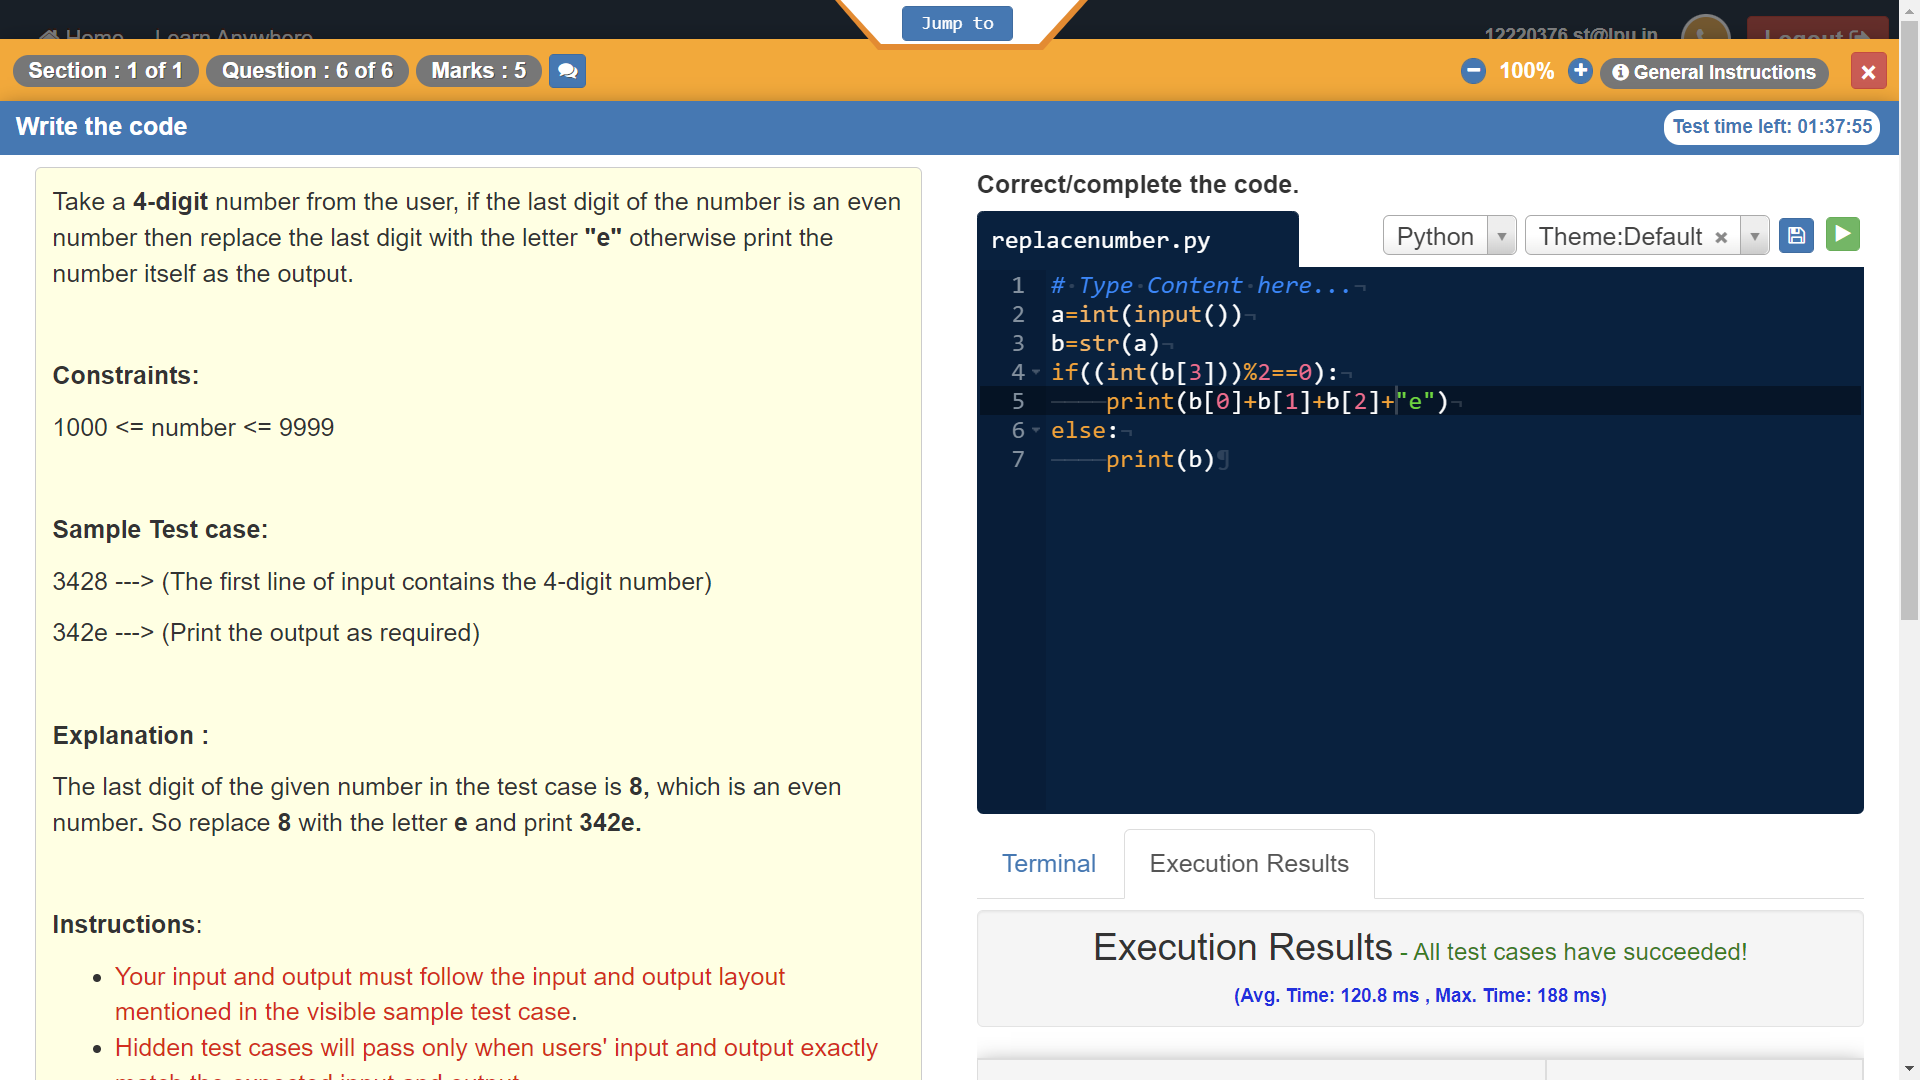 Jump to
Home Learn Anywhere
12220376.st@lpu.in Logout
Section : 1 of 1 Question : 6 of 6 Marks : 5
100% General Instructions
Write the code
Test time left: 01:37:55
Take a 4-digit number from the user, if the last digit of the number is an even
number then replace the last digit with the letter "e" otherwise print the
number itself as the output.
Constraints:
1000 <= number <= 9999
Sample Test case:
3428 ---> (The first line of input contains the 4-digit number)
342e ---> (Print the output as required)
Explanation :
The last digit of the given number in the test case is 8, which is an even
number. So replace 8 with the letter e and print 342e.
Instructions:
Your input and output must follow the input and output layout
mentioned in the visible sample test case.
Hidden test cases will pass only when users' input and output exactly
match the expected input and output.
Correct/complete the code.
replacenumber.py
Python
Theme:Default
1 # Type Content here...
2 a=int(input())
3 b=str(a)
4 if((int(b[3]))%2==0):
5 print(b[0]+b[1]+b[2]+"e")
6 else:
7 print(b)
Terminal
Execution Results
Execution Results - All test cases have succeeded!
(Avg. Time: 120.8 ms , Max. Time: 188 ms)